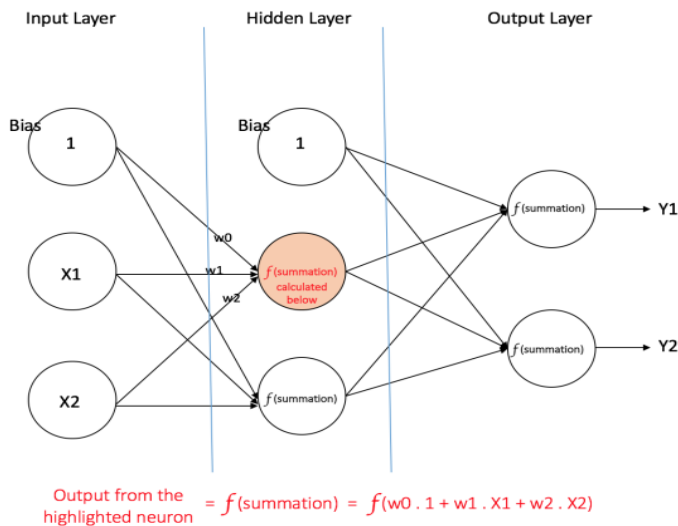 Input Layer
Hidden Layer
Output Layer
Bias
1
Bias
1
f(summation)
Y1
w0
X1
w1
f(summation)
calculated
below
w2
f(summation)
Y2
X2
f(summation)
Output from the
highlighted neuron
= f(summation) = f(w0 . 1 + w1 . X1 + w2 . X2)